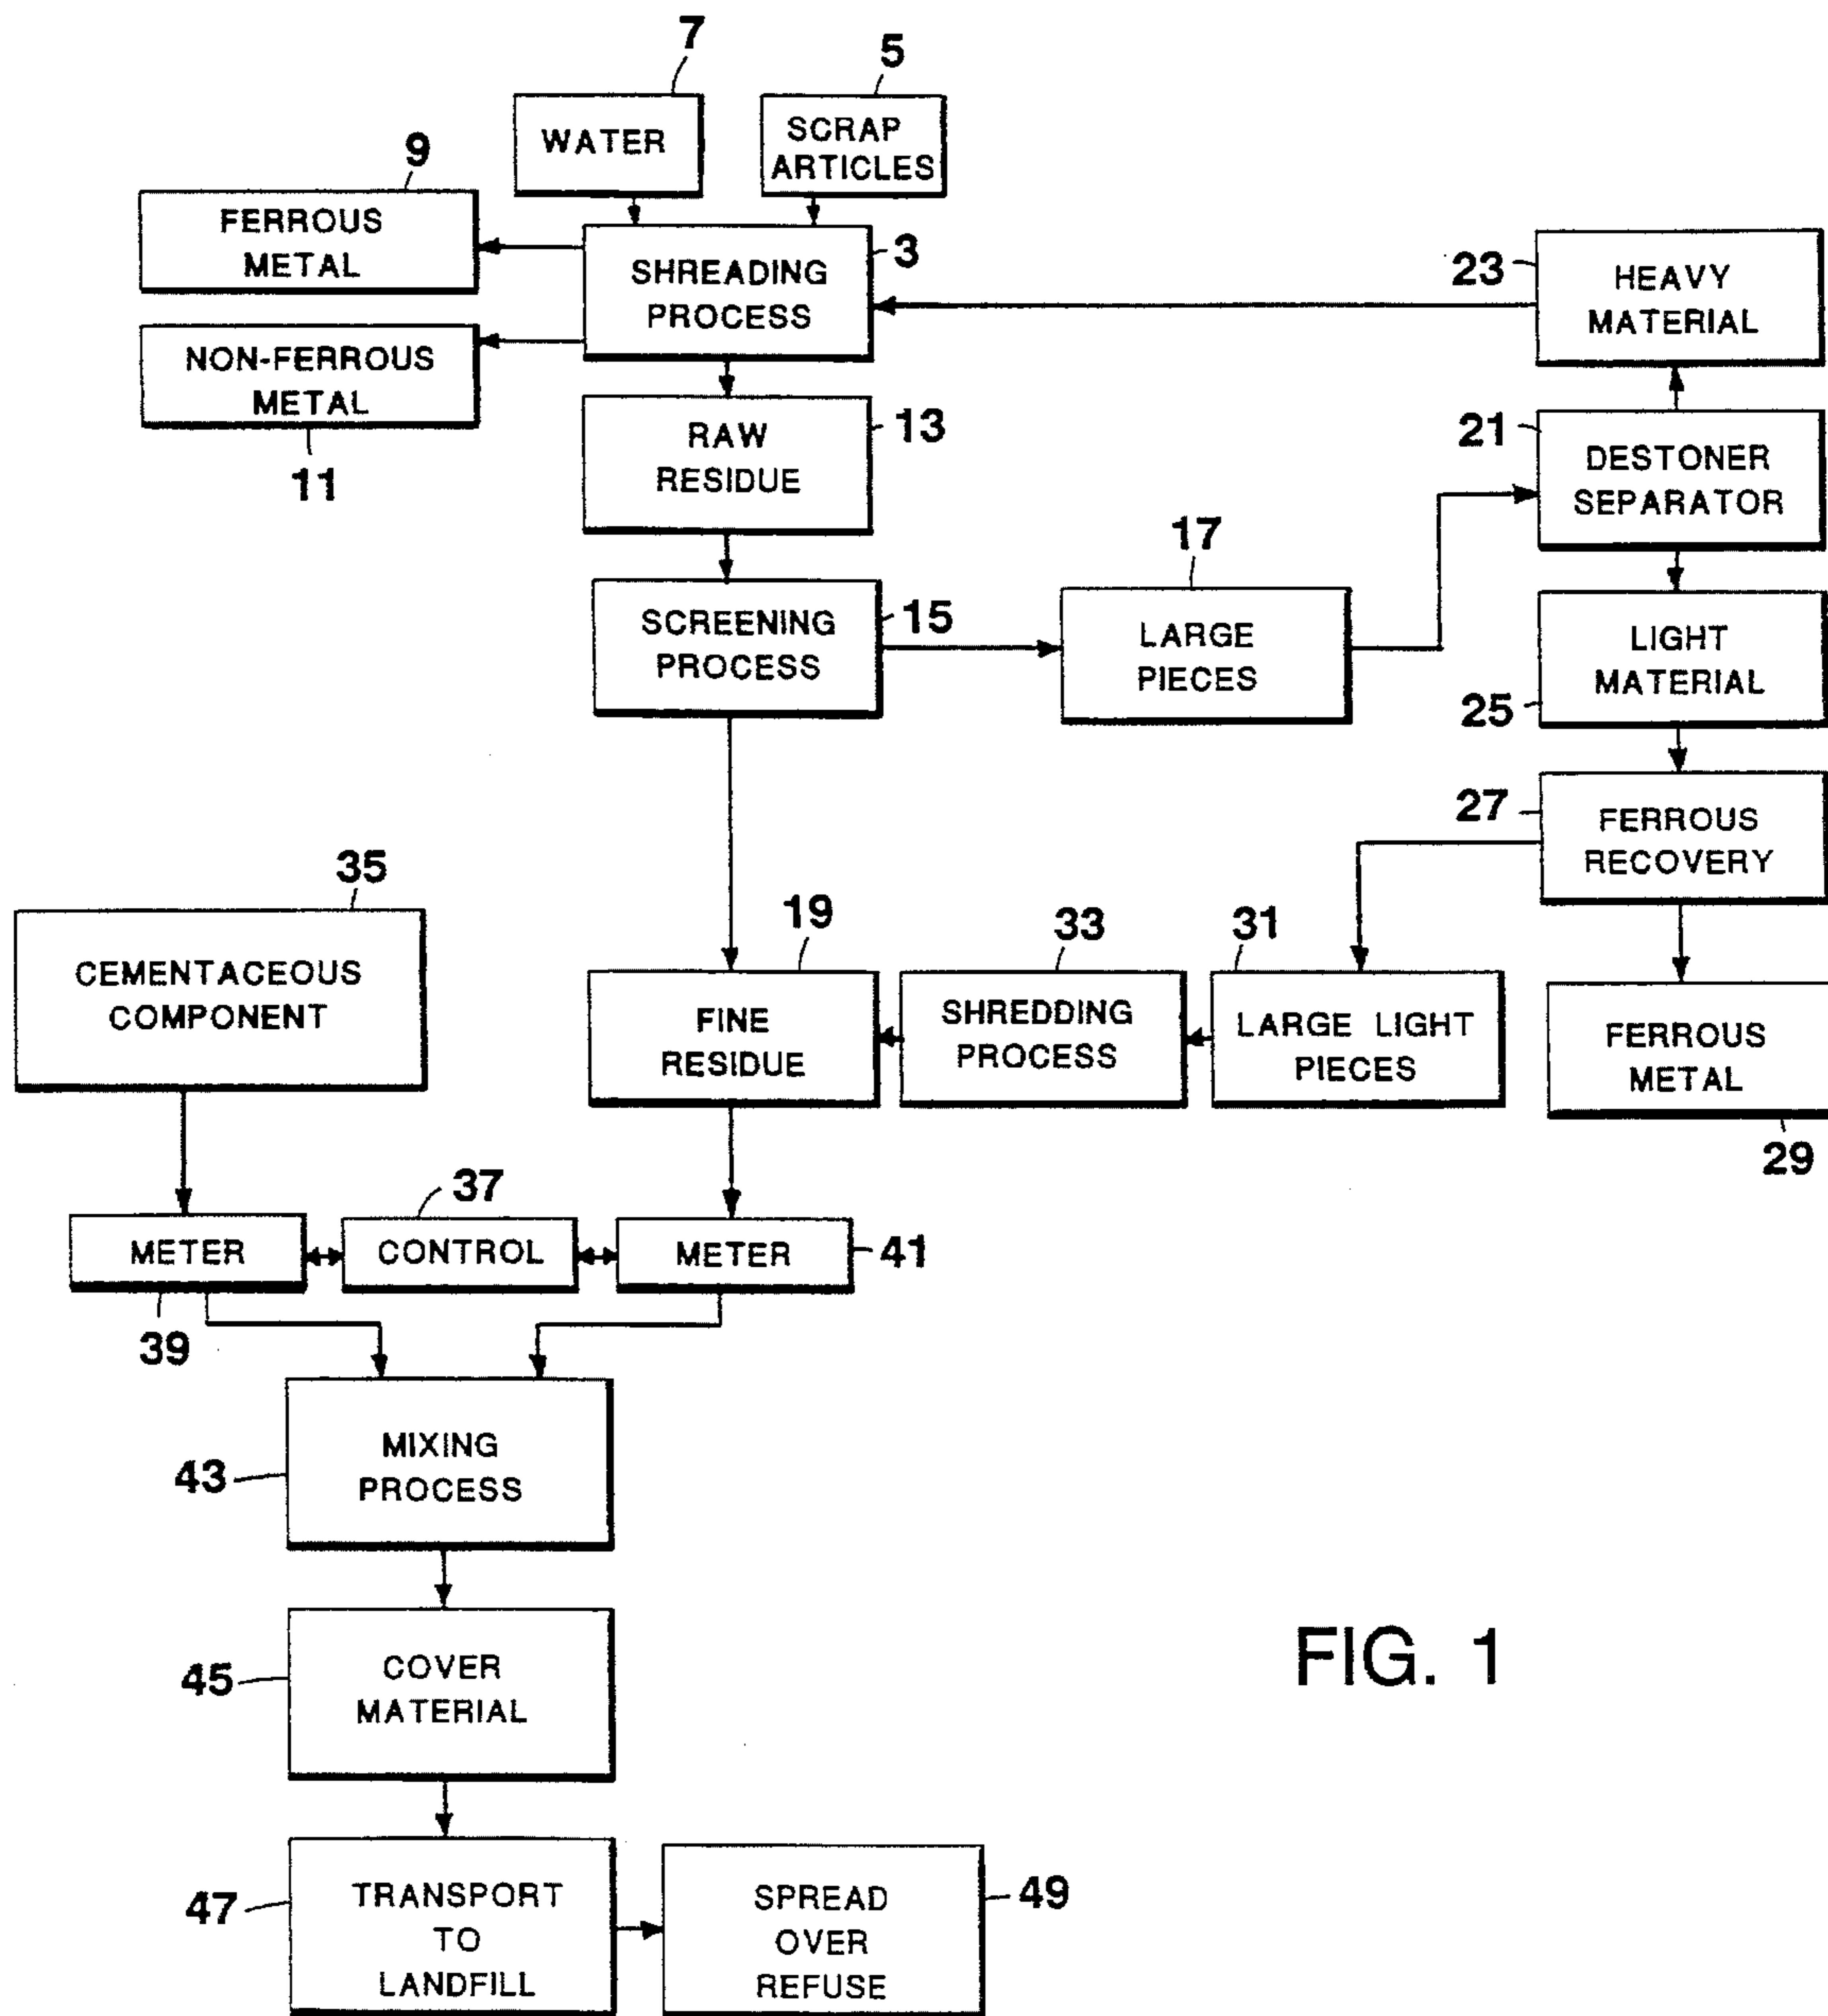 7
5
WATER
SCRAP
ARTICLES
9
FERROUS
METAL
SHREADING
PROCESS
3
23
HEAVY
MATERIAL
NON-FERROUS
METAL
11
RAW
RESIDUE
13
21
DESTONER
SEPARATOR
17
SCREENING
PROCESS
15
LARGE
PIECES
LIGHT
MATERIAL
25
27
FERROUS
RECOVERY
35
CEMENTACEOUS
COMPONENT
19
FINE
RESIDUE
33
SHREDDING
PROCESS
31
LARGE LIGHT
PIECES
FERROUS
METAL
29
37
METER
CONTROL
METER
41
39
MIXING
PROCESS
43
COVER
MATERIAL
45
FIG. 1
47
TRANSPORT
TO
LANDFILL
SPREAD
OVER
REFUSE
49